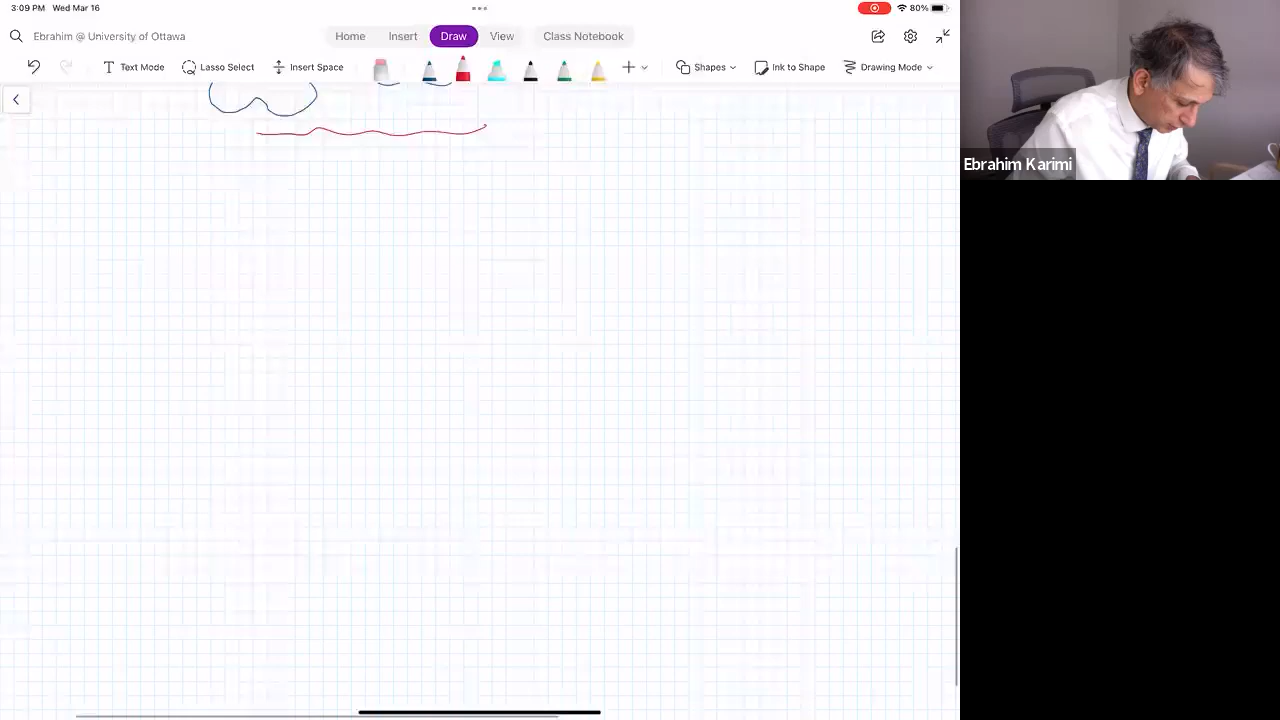 3:09 PM Wed Mar 16
80%
Ebrahim @ University of Ottawa
Home Insert Draw View Class Notebook
Text Mode Lasso Select Insert Space Shapes Ink to Shape Drawing Mode
Ebrahim Karimi